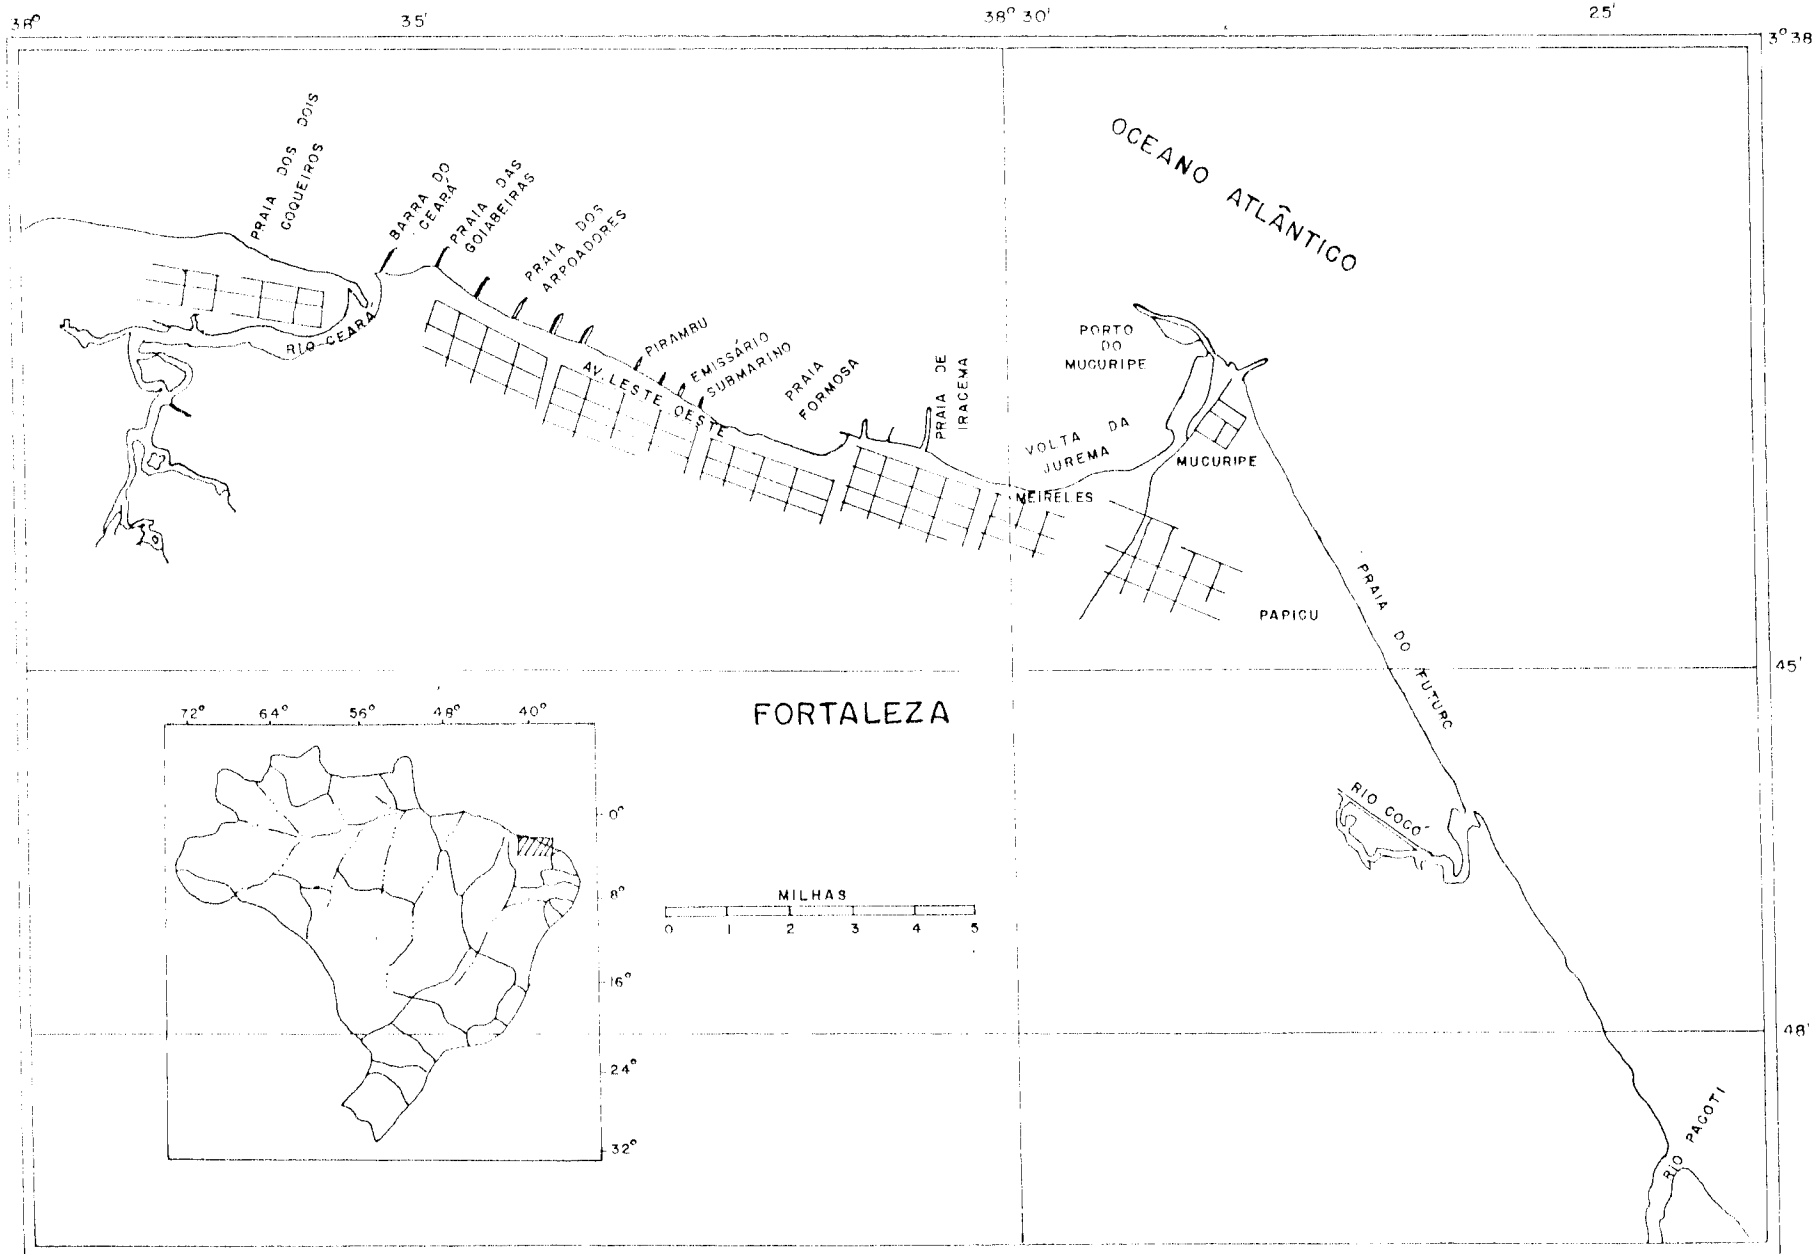 38°
35'
38° 30'
25'
3° 38
OCEANO ATLÂNTICO
PRAIA DOS DOIS
COQUEIROS
BARRA DO
CEARÁ
PRAIA DAS
GOIABEIRAS
PRAIA DOS
ARPOADORES
RIO CEARÁ
PIRAMBU
EMISSÁRIO
SUBMARINO
AV. LESTE OESTE
PRAIA
FORMOSA
PRAIA DE
IRACEMA
PORTO
DO
MUCURIPE
VOLTA DA
JUREMA
MUCURIPE
MEIRELES
PAPICU
PRAIA DO FUTURO
45'
FORTALEZA
72°
64°
56°
48°
40°
0°
8°
16°
24°
32°
RIO COCÓ
MILHAS
0 1 2 3 4 5
48'
RIO PACOTI